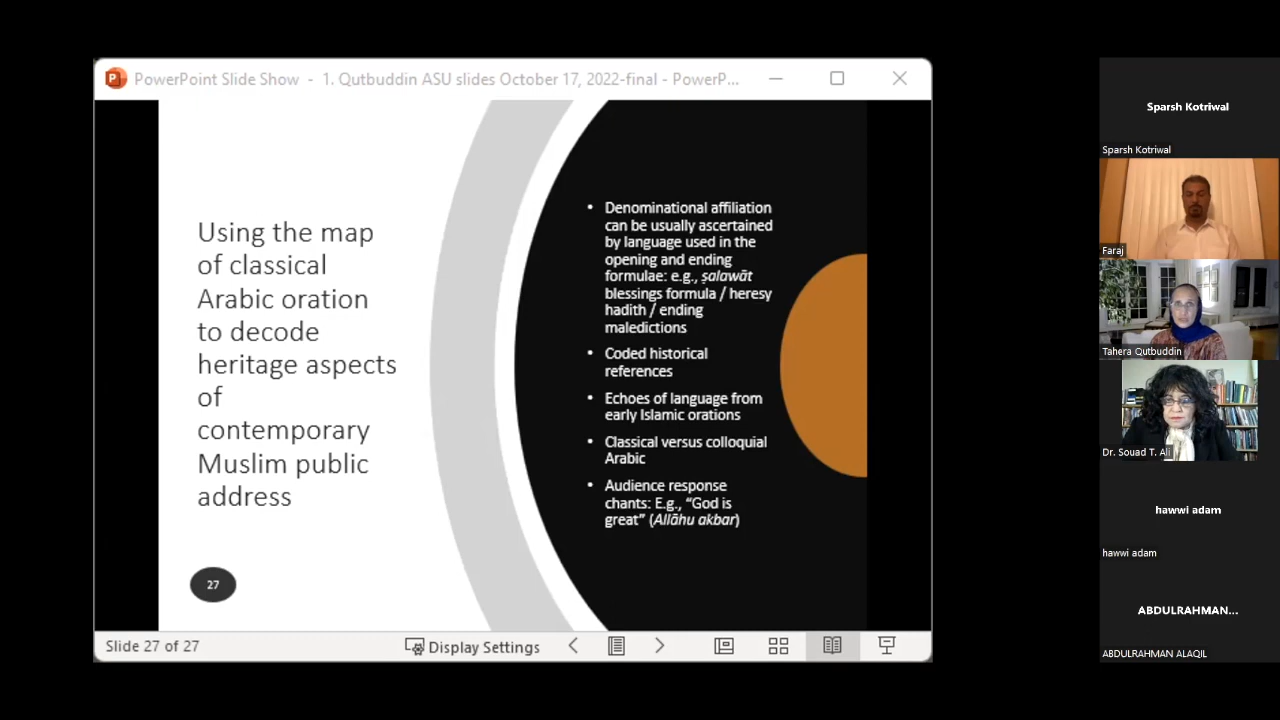 PowerPoint Slide Show - 1. Qutbuddin ASU slides October 17, 2022-final - PowerP...
Using the map
of classical
Arabic oration
to decode
heritage aspects
of
contemporary
Muslim public
address
27
• Denominational affiliation
can be usually ascertained
by language used in the
opening and ending
formulae: e.g., ṣalawāt
blessings formula / heresy
hadith / ending
maledictions
• Coded historical
references
• Echoes of language from
early Islamic orations
• Classical versus colloquial
Arabic
• Audience response
chants: E.g., “God is
great” (Allāhu akbar)
Slide 27 of 27
Display Settings
Sparsh Kotriwal
Sparsh Kotriwal
Faraj
Tahera Qutbuddin
Dr. Souad T. Ali
hawwi adam
hawwi adam
ABDULRAHMAN...
ABDULRAHMAN ALAQIL